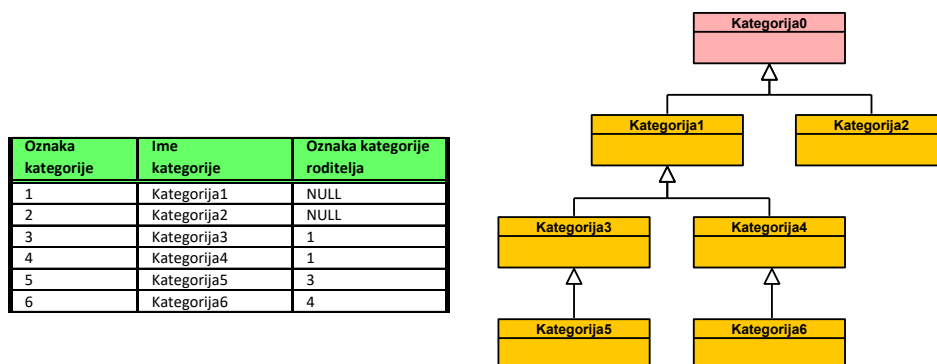 Oznaka kategorije
Ime kategorije
Oznaka kategorije roditelja
1 Kategorija1 NULL
2 Kategorija2 NULL
3 Kategorija3 1
4 Kategorija4 1
5 Kategorija5 3
6 Kategorija6 4
Kategorija0
Kategorija1
Kategorija2
Kategorija3
Kategorija4
Kategorija5
Kategorija6